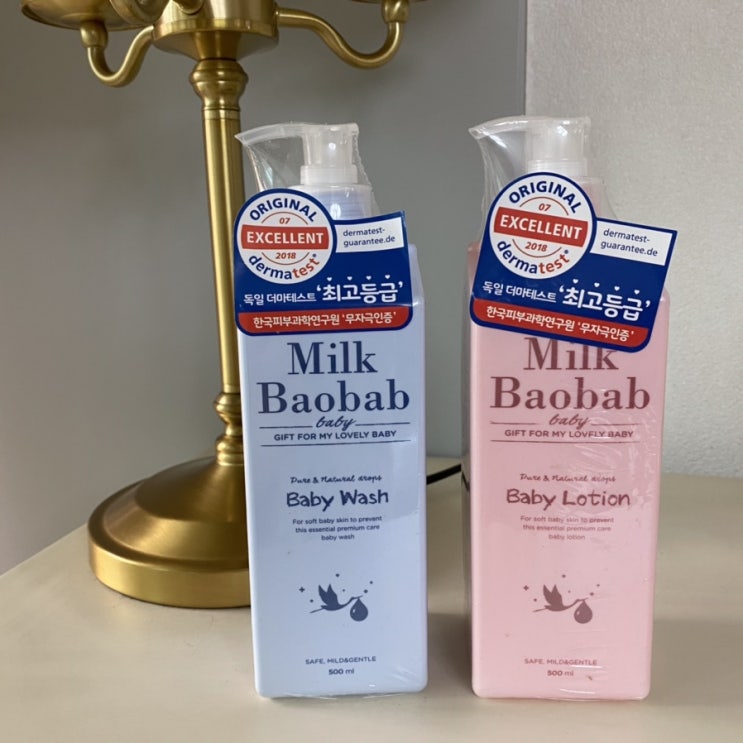 ORIGINAL
07
EXCELLENT
2018
dermatest®
dermatest-
guarantee.de
독일 더마테스트 '최고등급'
한국피부과학연구원 '무자극인증'
Milk
Baobab
baby
GIFT FOR MY LOVELY BABY
Pure & Natural drops
Baby Wash
For soft baby skin to prevent
this essential premium care
baby wash
SAFE, MILD&GENTLE
500 ml
ORIGINAL
07
EXCELLENT
2018
dermatest®
dermatest-
guarantee.de
독일 더마테스트 '최고등급'
한국피부과학연구원 '무자극인증'
Milk
Baobab
baby
GIFT FOR MY LOVELY BABY
Pure & Natural drops
Baby Lotion
For soft baby skin to prevent
this essential premium care
baby lotion
SAFE, MILD&GENTLE
500 ml